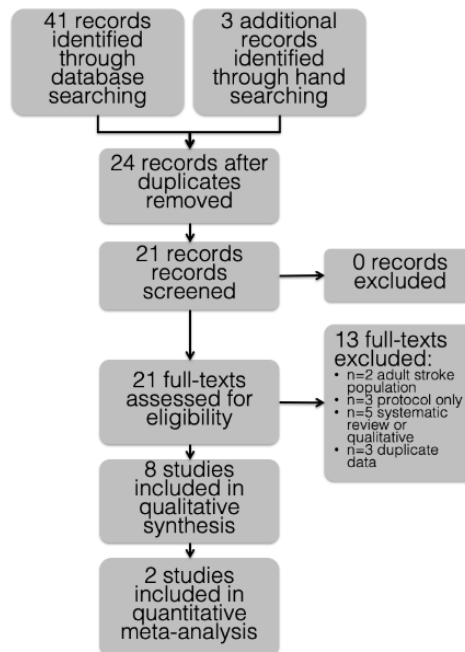 41 records
identified
through
database
searching
3 additional
records
identified
through hand
searching
24 records after
duplicates
removed
21 records
records
screened
0 records
excluded
21 full-texts
assessed for
eligibility
13 full-texts
excluded:
• n=2 adult stroke
population
• n=3 protocol only
• n=5 systematic
review or
qualitative
• n=3 duplicate
data
8 studies
included in
qualitative
synthesis
2 studies
included in
quantitative
meta-analysis